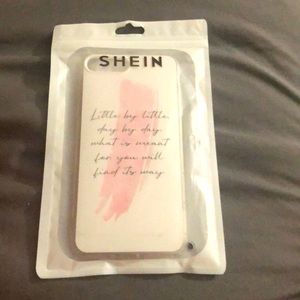 SHEIN
Little by little,
day by day,
what is meant
for you will
find its way